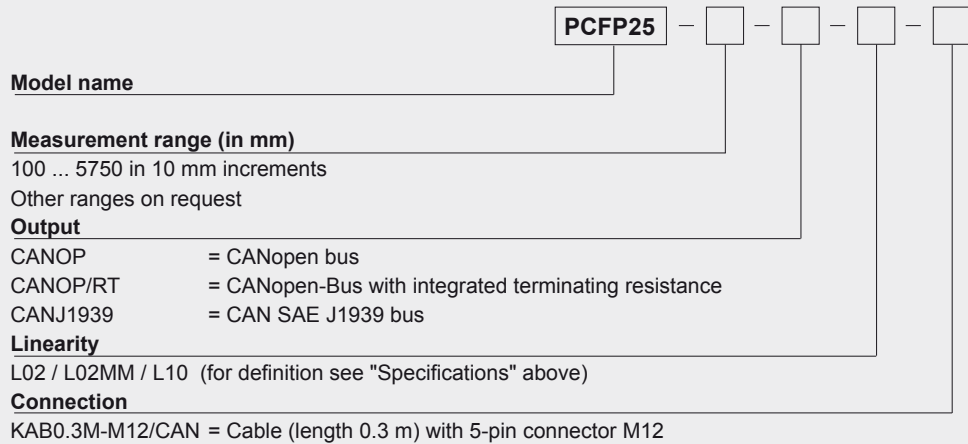 PCFP25 – – – –
Model name
Measurement range (in mm)
100 ... 5750 in 10 mm increments
Other ranges on request
Output
CANOP = CANopen bus
CANOP/RT = CANopen-Bus with integrated terminating resistance
CANJ1939 = CAN SAE J1939 bus
Linearity
L02 / L02MM / L10 (for definition see "Specifications" above)
Connection
KAB0.3M-M12/CAN = Cable (length 0.3 m) with 5-pin connector M12